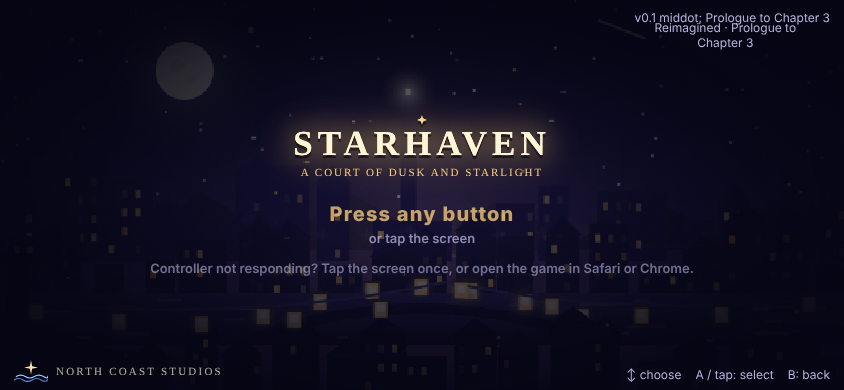 v0.1 middot; Prologue to Chapter 3
Reimagined · Prologue to
Chapter 3
STARHAVEN
A COURT OF DUSK AND STARLIGHT
Press any button
or tap the screen
Controller not responding? Tap the screen once, or open the game in Safari or Chrome.
NORTH COAST STUDIOS
↕ choose A / tap: select B: back